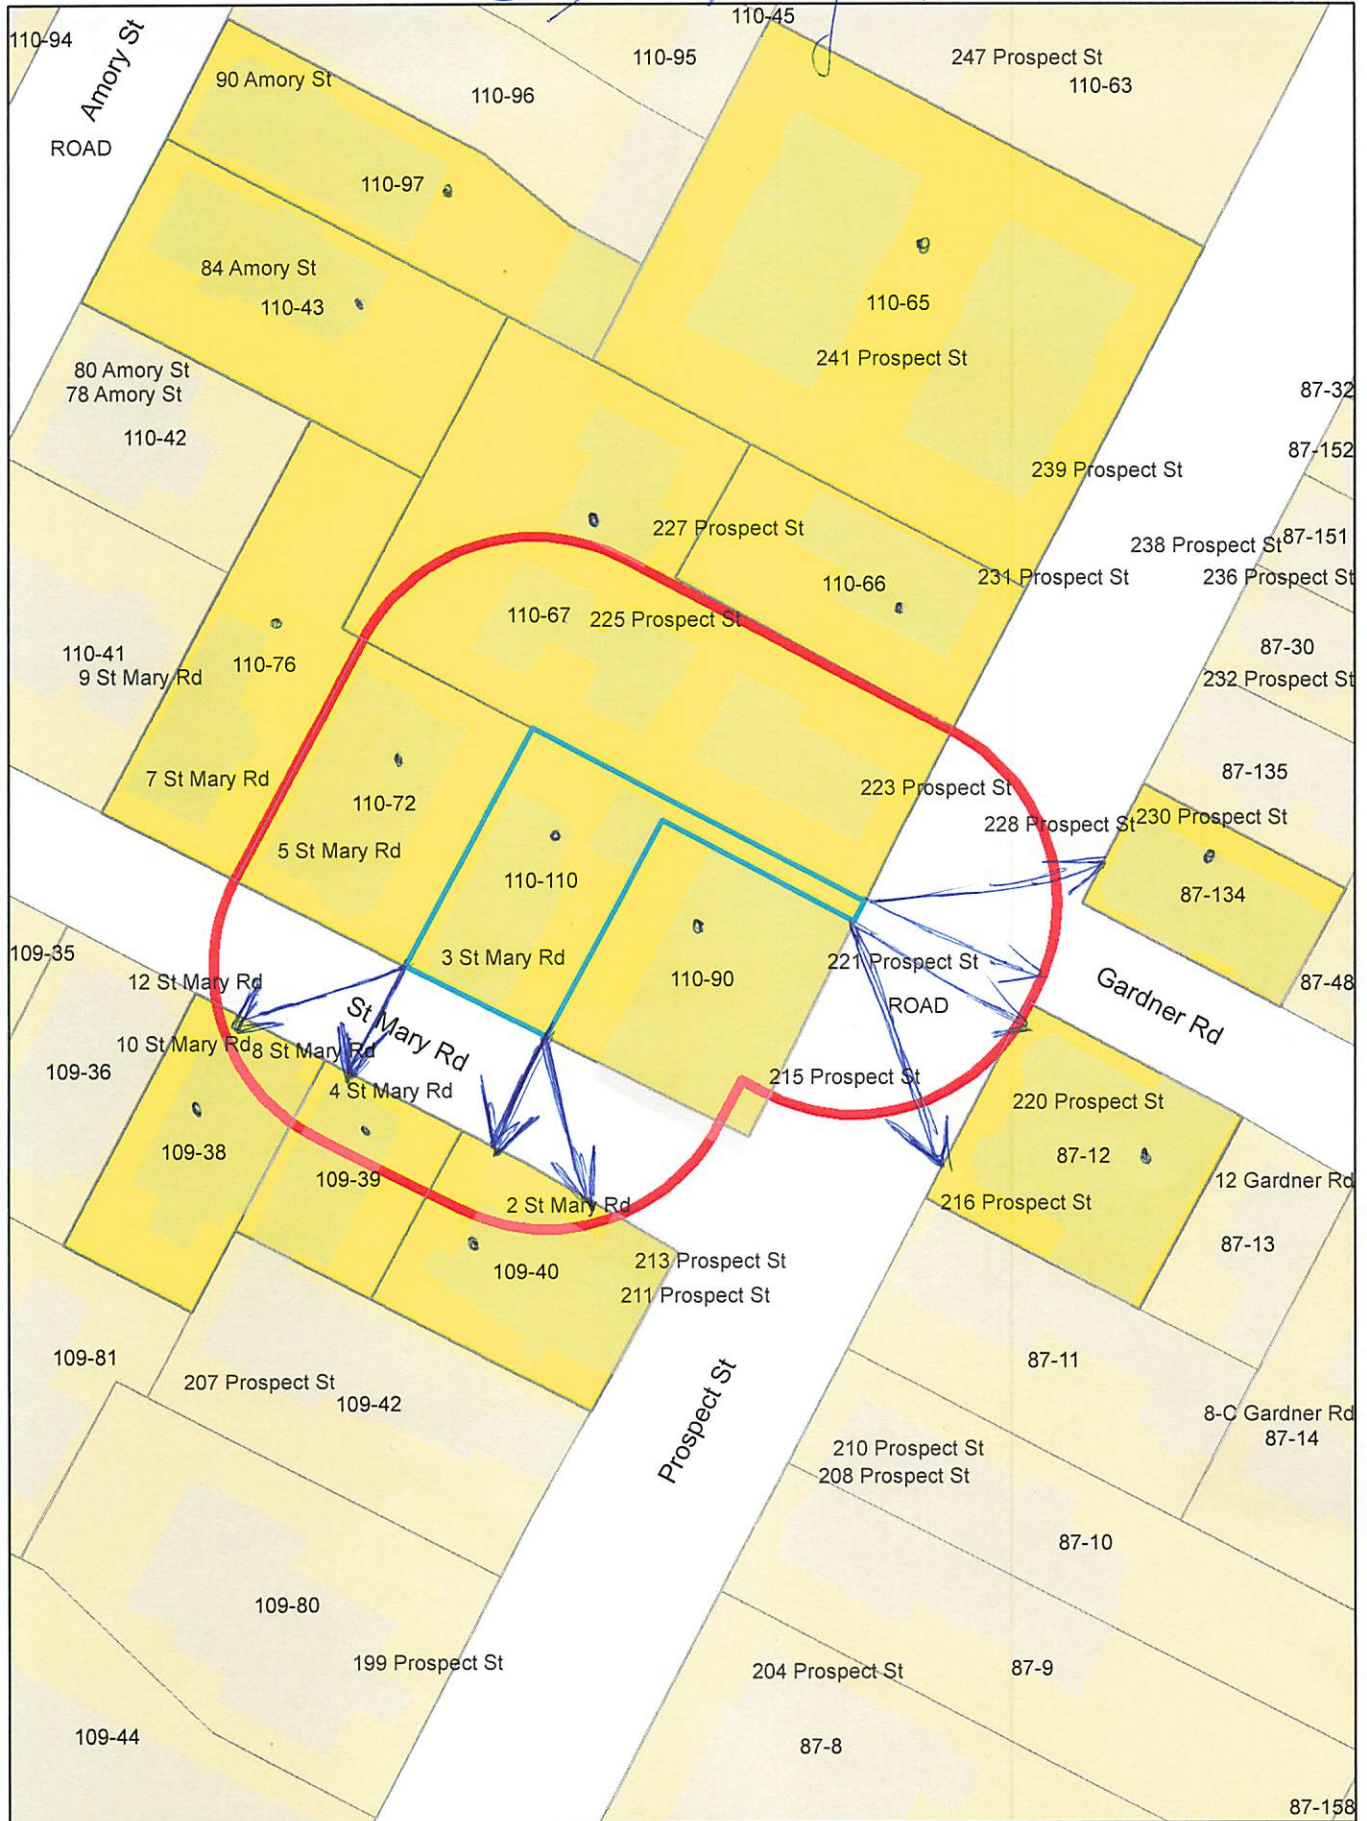 110-45
110-94
Amory St
110-95
247 Prospect St
110-63
90 Amory St
110-96
ROAD
110-97
84 Amory St
110-43
110-65
241 Prospect St
80 Amory St
78 Amory St
110-42
87-32
87-152
239 Prospect St
227 Prospect St
238 Prospect St
87-151
231 Prospect St
236 Prospect St
110-66
110-67
225 Prospect St
87-30
232 Prospect St
110-41
9 St Mary Rd
110-76
7 St Mary Rd
110-72
5 St Mary Rd
223 Prospect St
87-135
228 Prospect St
230 Prospect St
110-110
87-134
3 St Mary Rd
110-90
221 Prospect St
ROAD
Gardner Rd
87-48
109-35
12 St Mary Rd
St Mary Rd
10 St Mary Rd
8 St Mary Rd
109-36
4 St Mary Rd
215 Prospect St
220 Prospect St
109-38
109-39
87-12
12 Gardner Rd
2 St Mary Rd
216 Prospect St
87-13
109-40
213 Prospect St
211 Prospect St
109-81
207 Prospect St
109-42
87-11
Prospect St
8-C Gardner Rd
87-14
210 Prospect St
208 Prospect St
87-10
109-80
199 Prospect St
204 Prospect St
87-9
109-44
87-8
87-158